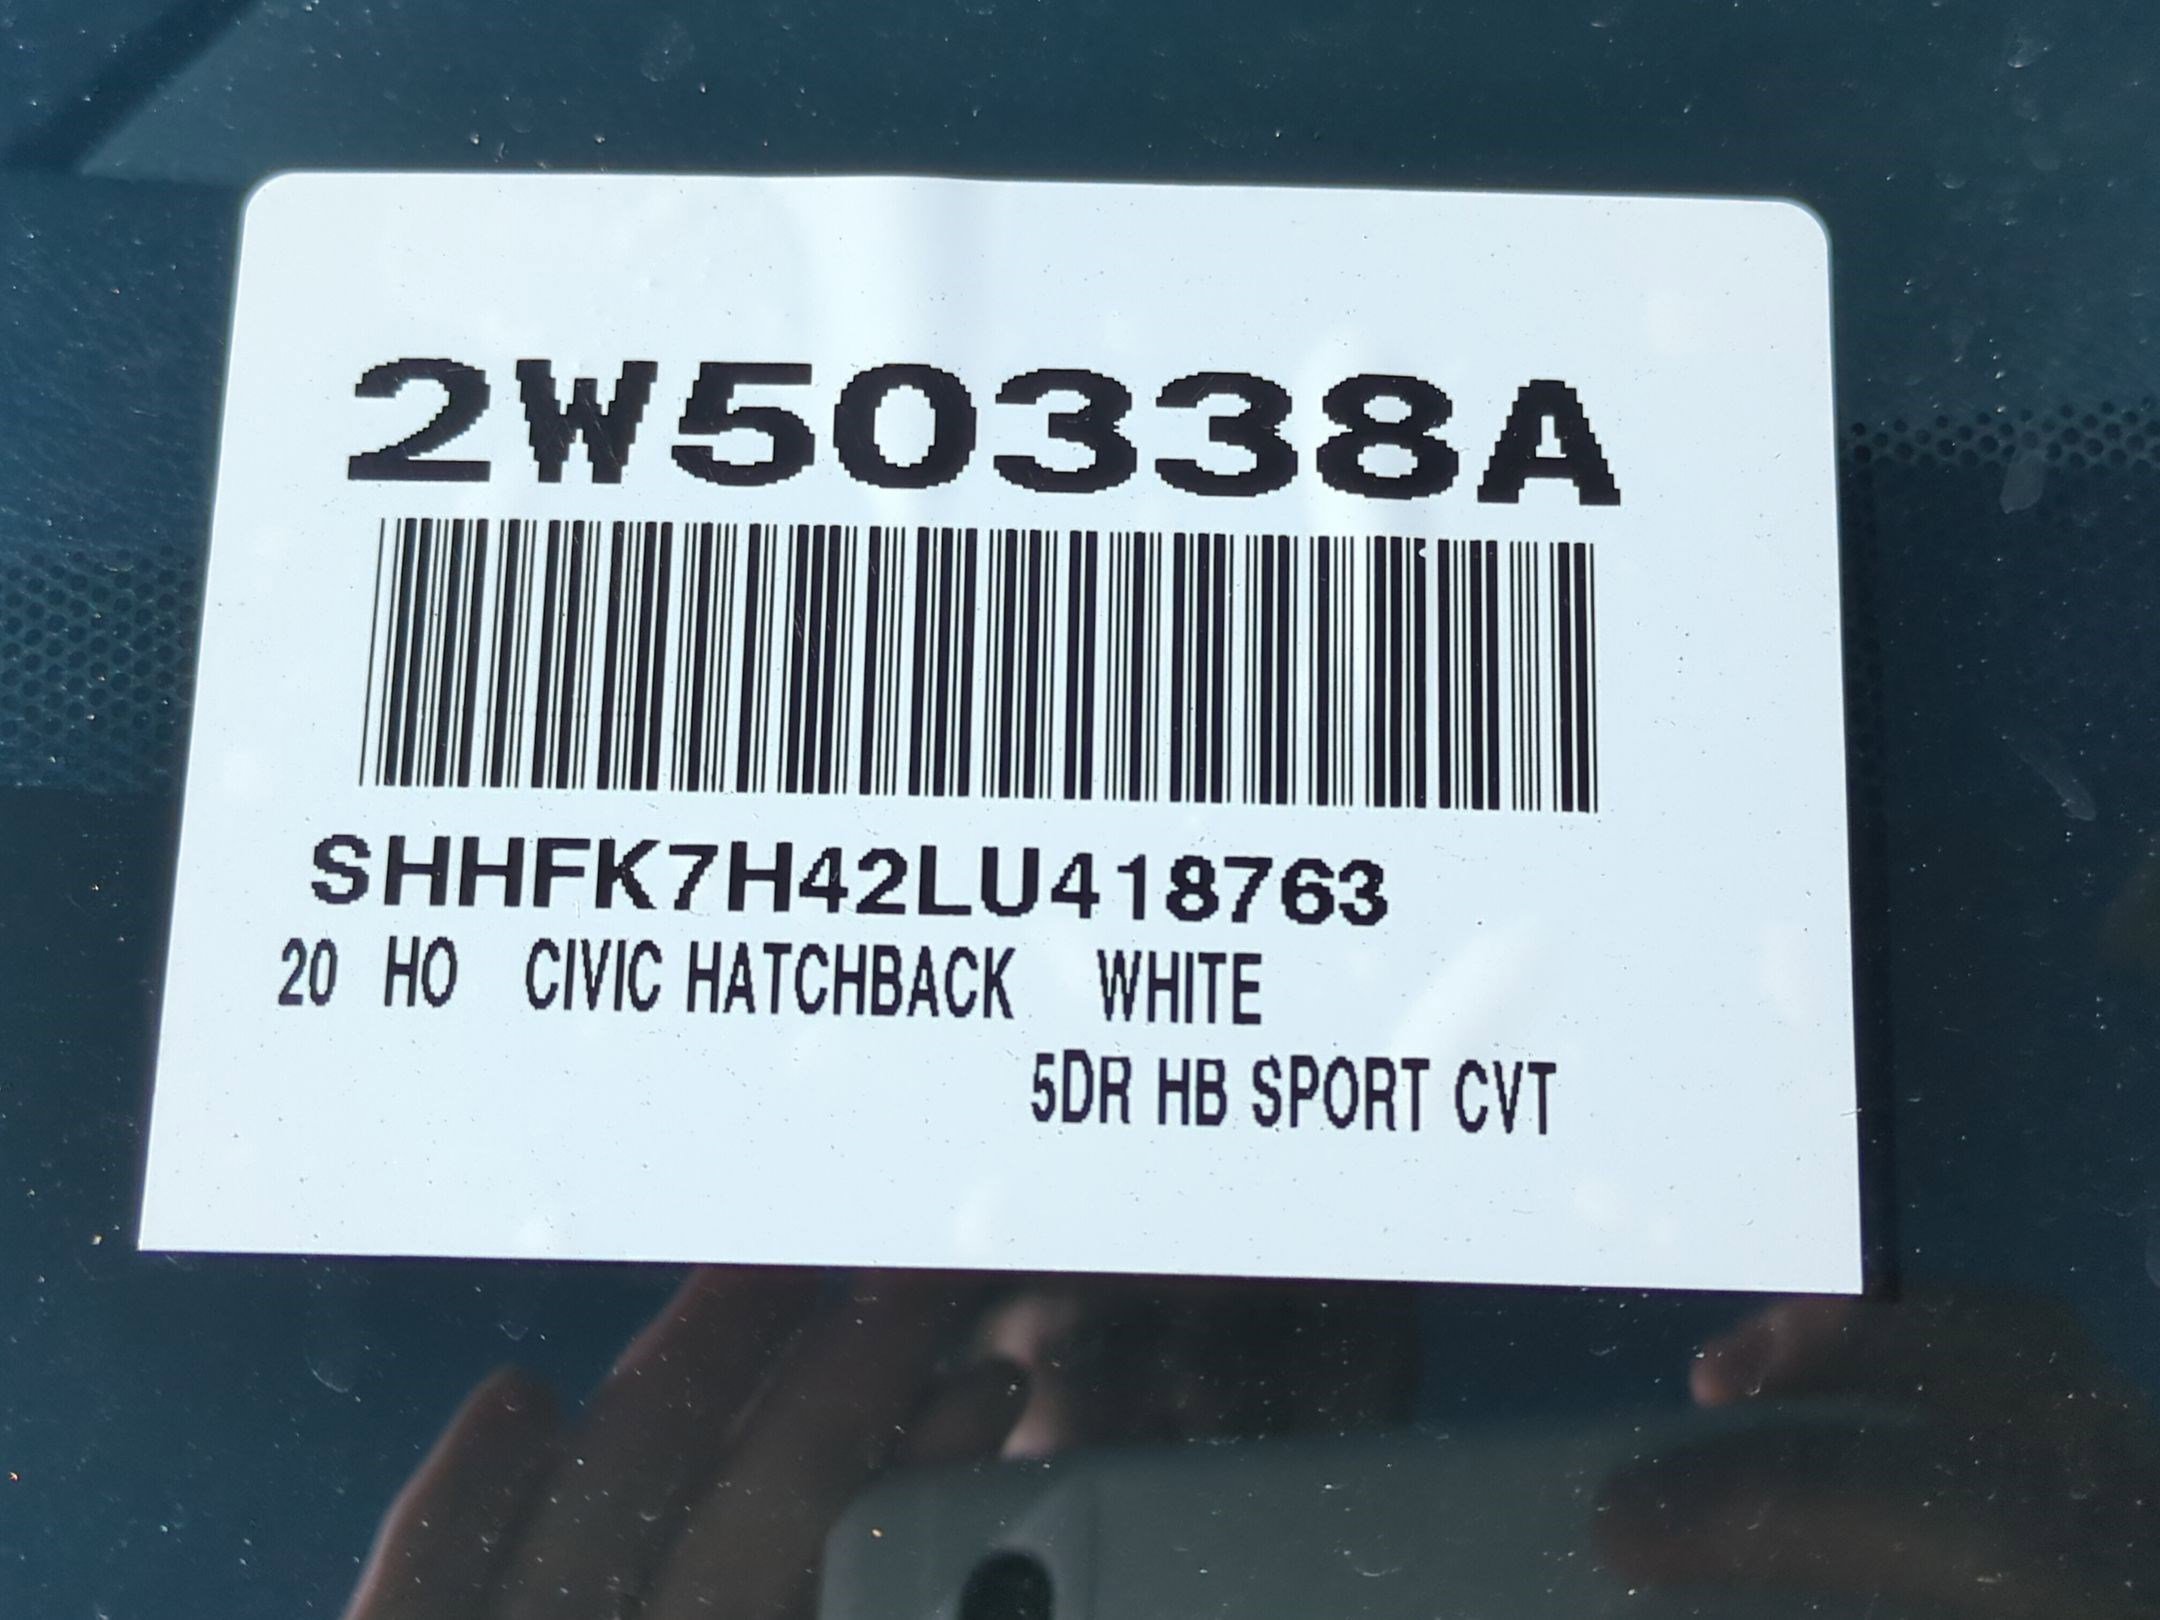 2W50338A
SHHFK7H42LU418763
20 HO CIVIC HATCHBACK WHITE
5DR HB SPORT CVT